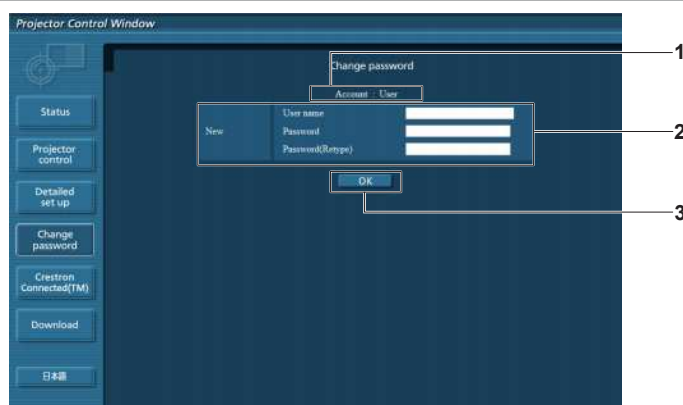 Projector Control Window
1
Change password
Account : User
Status
User name
New
Password
2
Password(Retype)
Projector
control
OK
Detailed
set up
3
Change
password
Crestron
Connected(TM)
Download
日本語